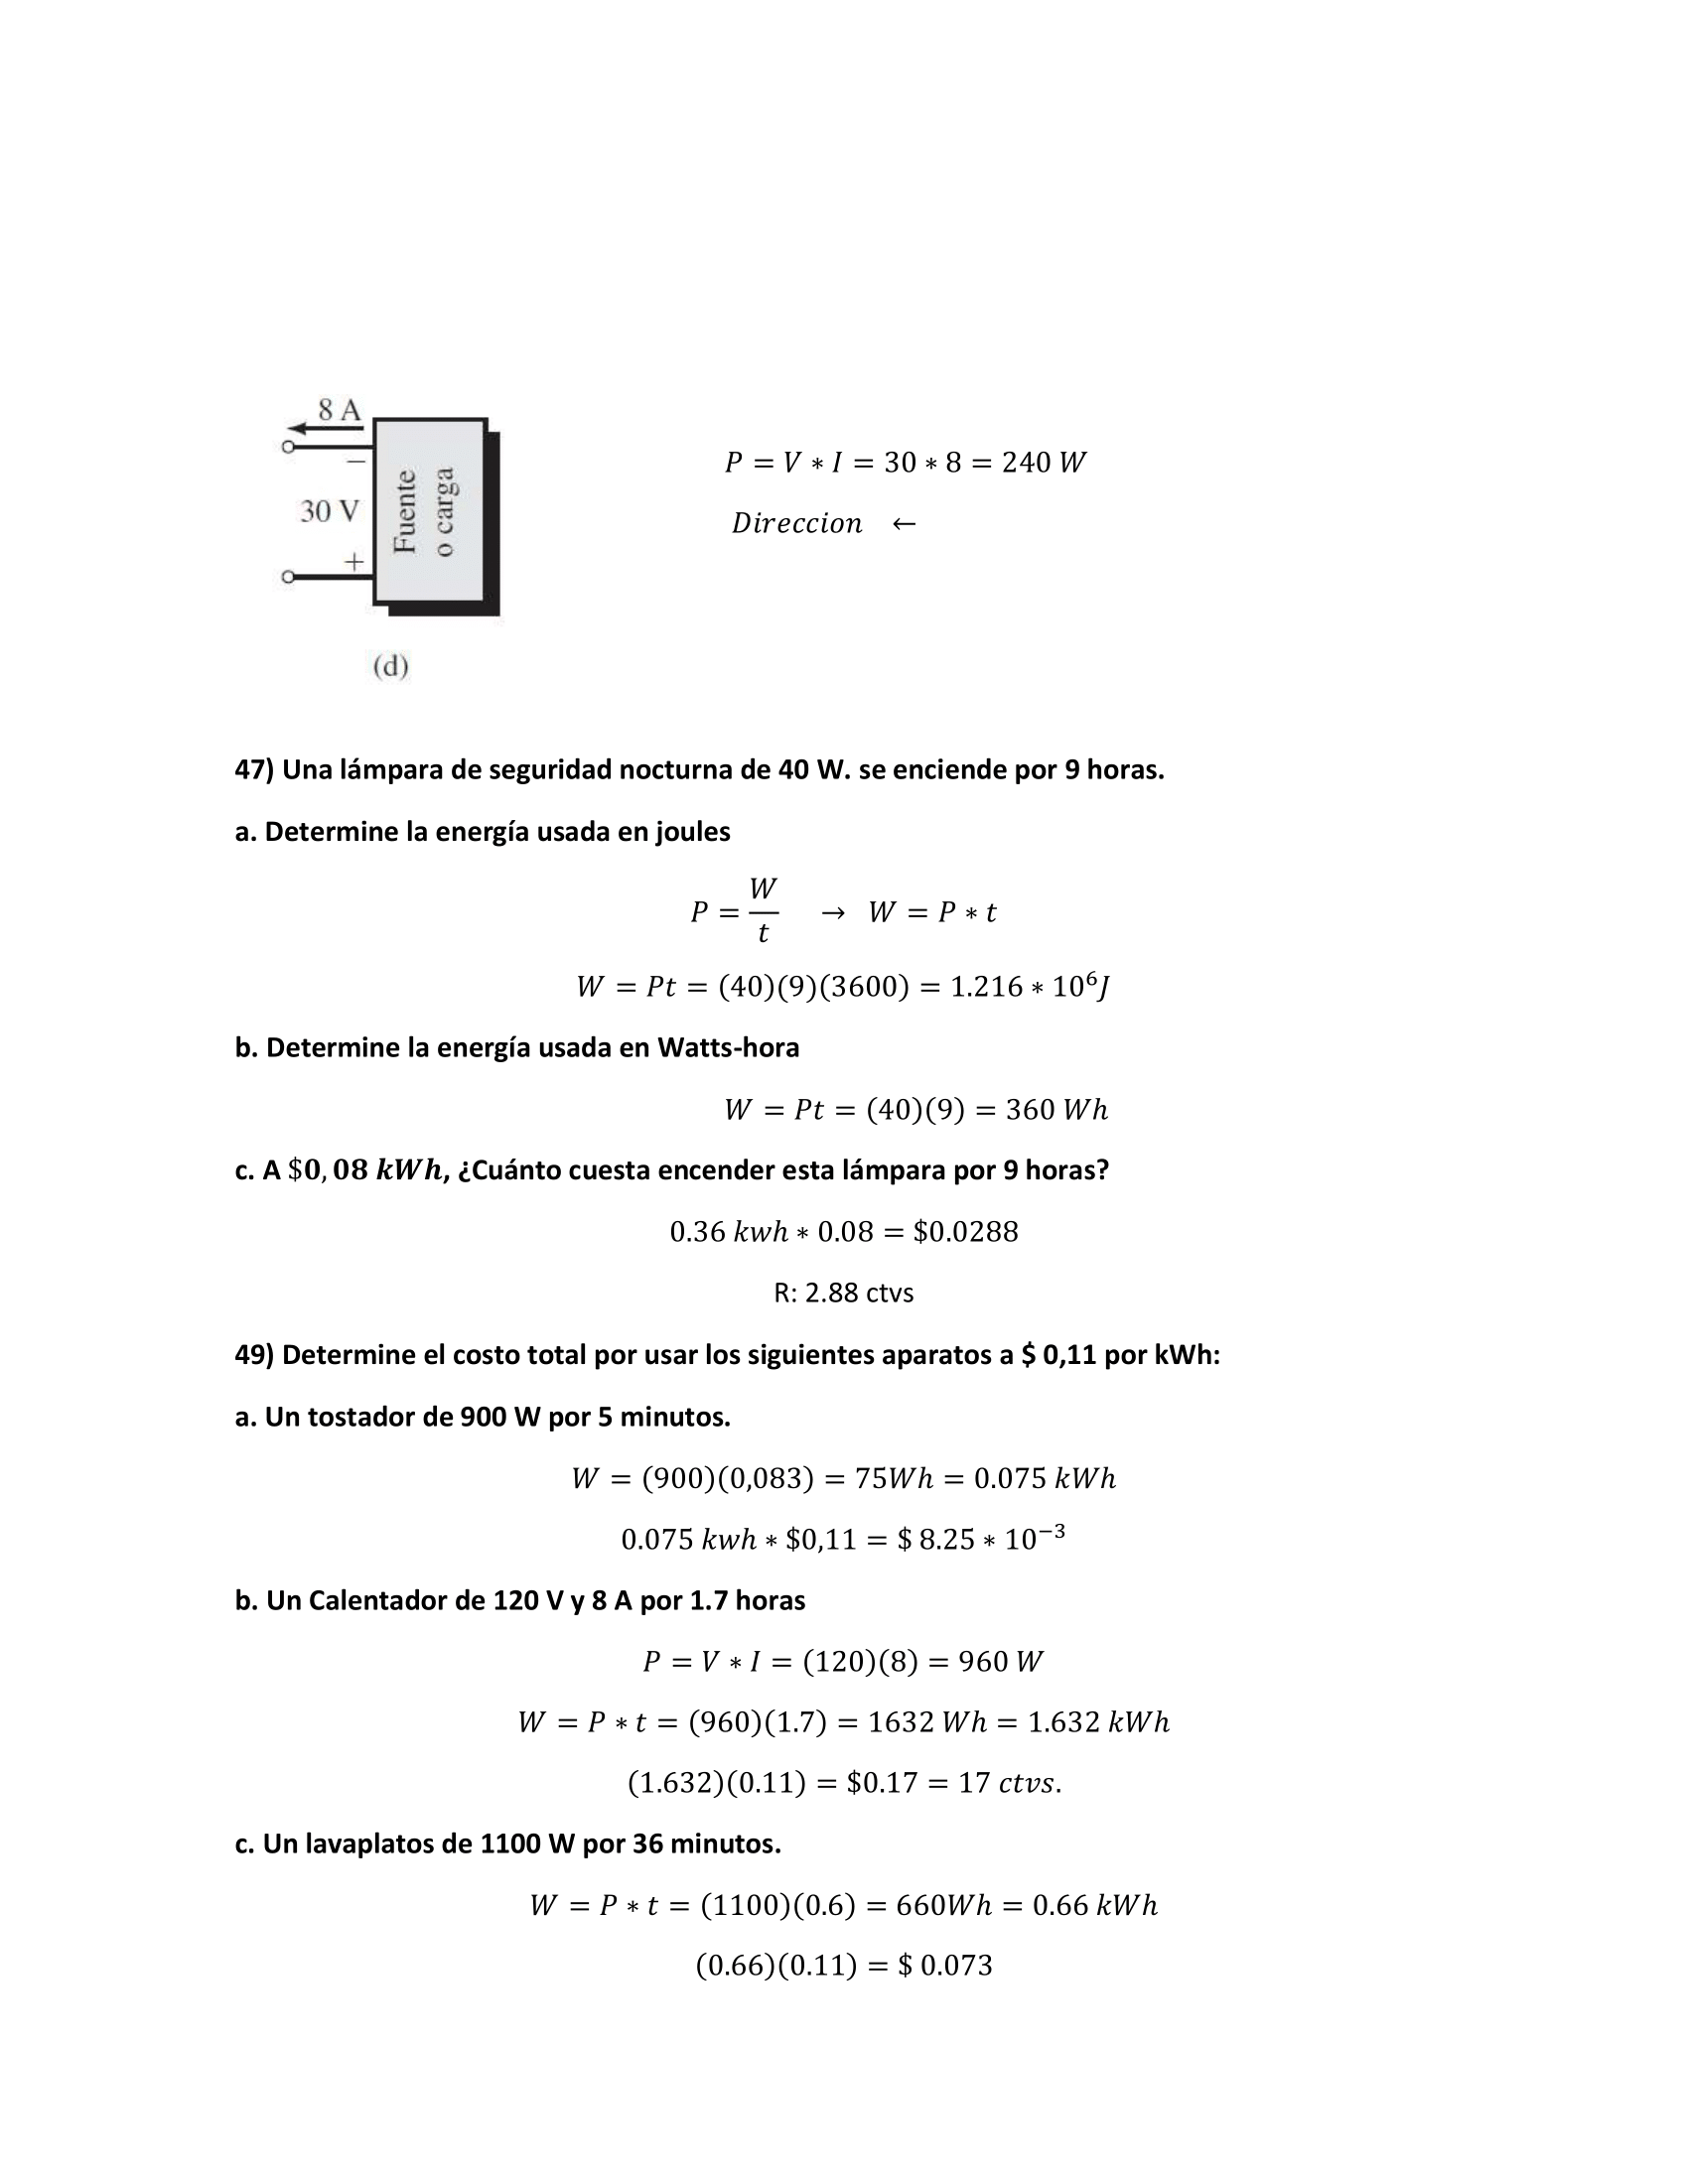 8 A
−
30 V
+
Fuente
o carga
(d)
P = V ∗ I = 30 ∗ 8 = 240 W
Direccion ←
47) Una lámpara de seguridad nocturna de 40 W. se enciende por 9 horas.
a. Determine la energía usada en joules
P = W/t → W = P ∗ t
W = Pt = (40)(9)(3600) = 1.216 ∗ 10⁶J
b. Determine la energía usada en Watts-hora
W = Pt = (40)(9) = 360 Wh
c. A $0, 08 kWh, ¿Cuánto cuesta encender esta lámpara por 9 horas?
0.36 kwh ∗ 0.08 = $0.0288
R: 2.88 ctvs
49) Determine el costo total por usar los siguientes aparatos a $ 0,11 por kWh:
a. Un tostador de 900 W por 5 minutos.
W = (900)(0,083) = 75Wh = 0.075 kWh
0.075 kwh ∗ $0,11 = $ 8.25 ∗ 10⁻³
b. Un Calentador de 120 V y 8 A por 1.7 horas
P = V ∗ I = (120)(8) = 960 W
W = P ∗ t = (960)(1.7) = 1632 Wh = 1.632 kWh
(1.632)(0.11) = $0.17 = 17 ctvs.
c. Un lavaplatos de 1100 W por 36 minutos.
W = P ∗ t = (1100)(0.6) = 660Wh = 0.66 kWh
(0.66)(0.11) = $ 0.073